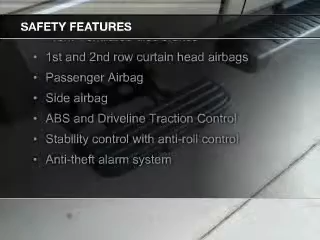 SAFETY FEATURES
• 1st and 2nd row curtain head airbags
• Passenger Airbag
• Side airbag
• ABS and Driveline Traction Control
• Stability control with anti-roll control
• Anti-theft alarm system